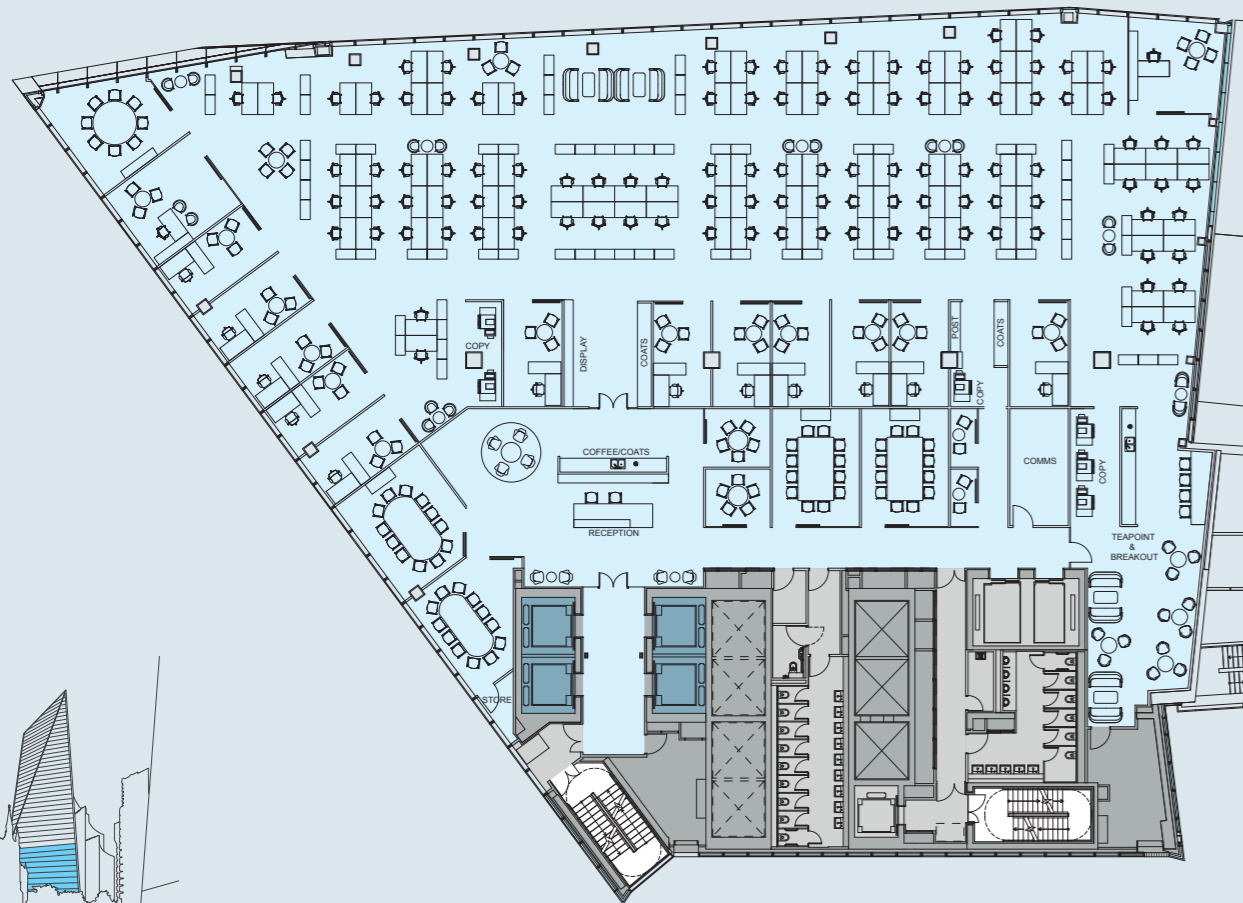 COPY
DISPLAY
COATS
POST
COPY
COATS
COFFEE/COATS
RECEPTION
COMMS
COPY
TEAPOINT
&
BREAKOUT
STORE